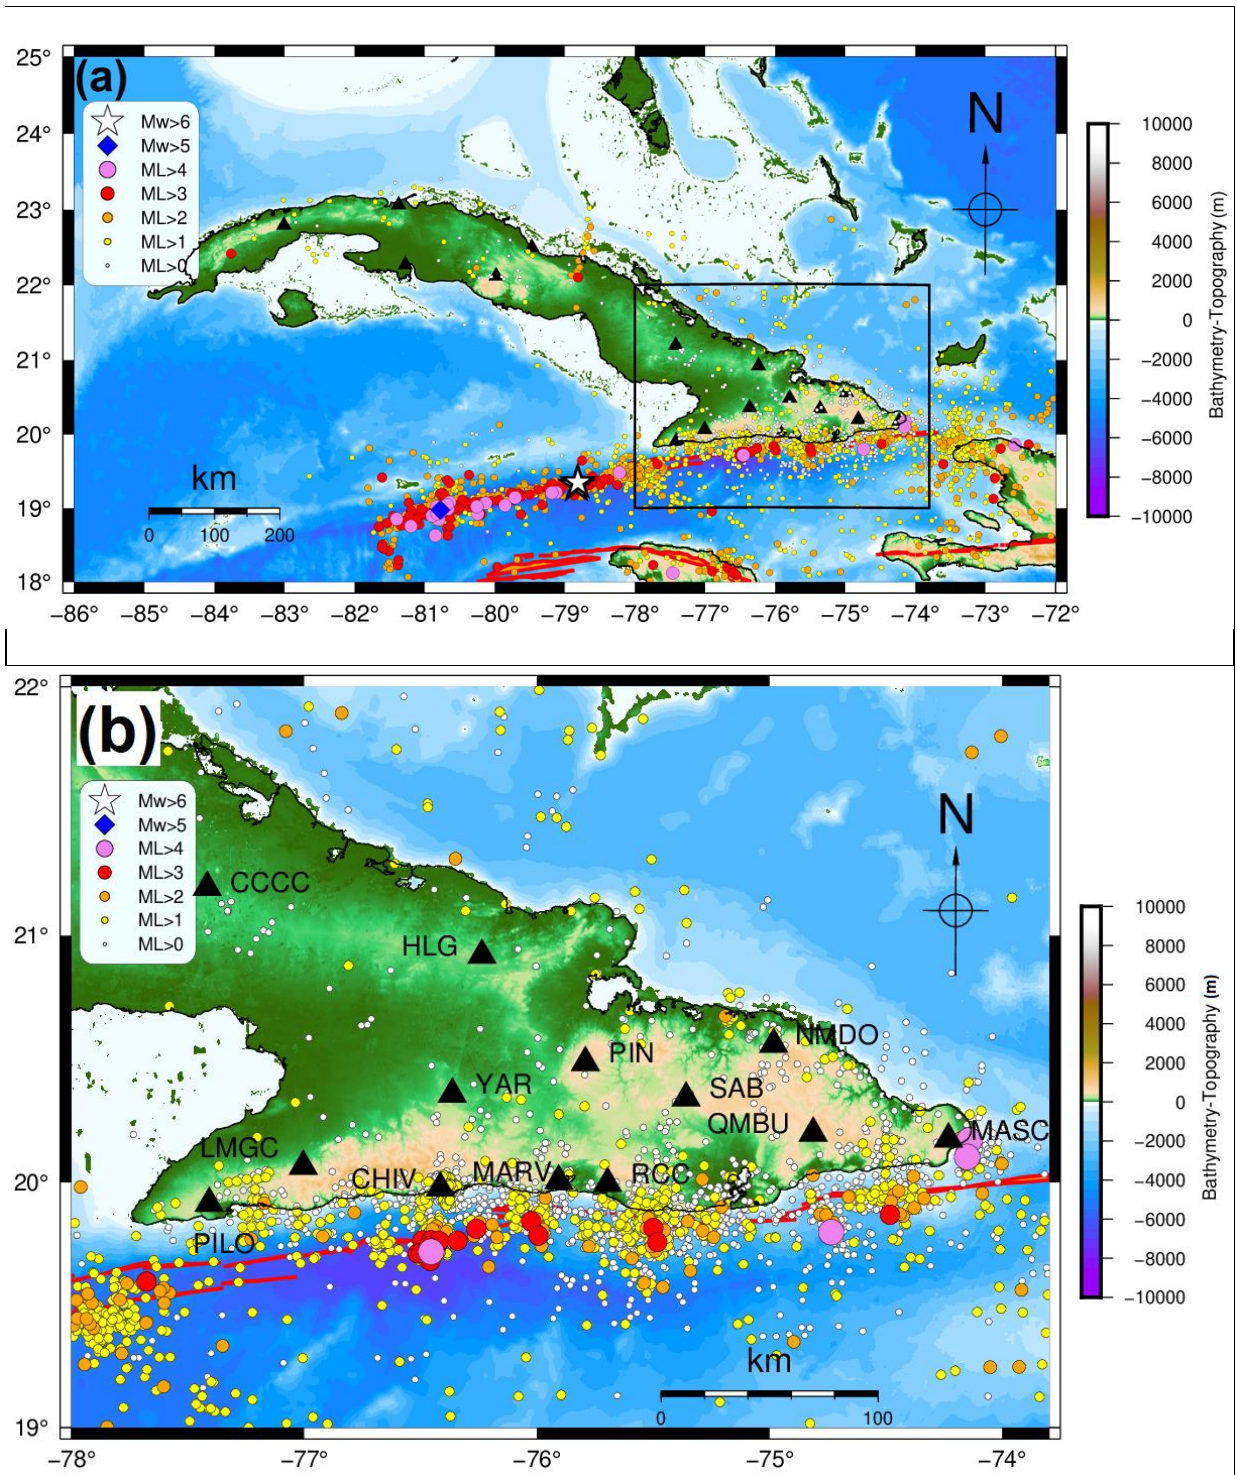 (a)
25°
24°
23°
22°
21°
20°
19°
18°
Mw>6
Mw>5
ML>4
ML>3
ML>2
ML>1
ML>0
N
km
0 100 200
−86° −85° −84° −83° −82° −81° −80° −79° −78° −77° −76° −75° −74° −73° −72°
10000
8000
6000
4000
2000
0
−2000
−4000
−6000
−8000
−10000
Bathymetry-Topography (m)
(b)
22°
21°
20°
19°
Mw>6
Mw>5
ML>4
ML>3
ML>2
ML>1
ML>0
N
CCCC
HLG
NMDO
PIN
YAR
SAB
QMBU
MASC
LMGC
CHIV
MARV
RCC
PILO
km
0 100
−78° −77° −76° −75° −74°
10000
8000
6000
4000
2000
0
−2000
−4000
−6000
−8000
−10000
Bathymetry-Topography (m)